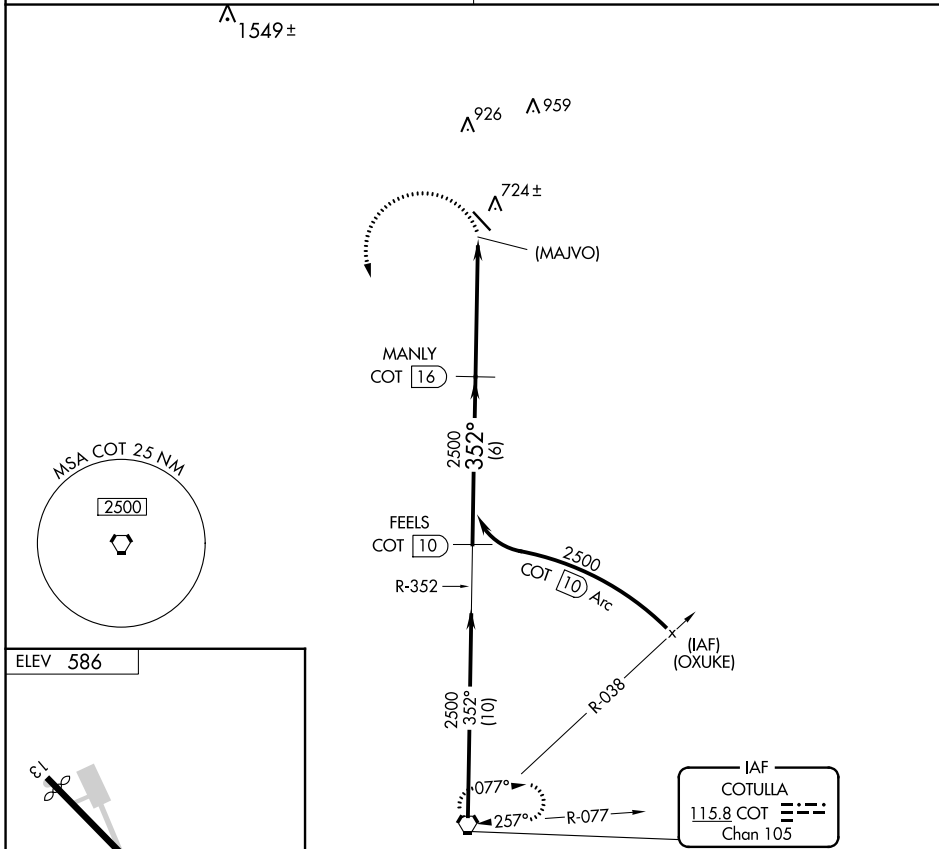 1549±
926
959
724±
(MAJVO)
MANLY
COT 16
2500
352°
(6)
MSA COT 25 NM
2500
FEELS
COT 10
2500
COT 10 Arc
R-352
(IAF)
(OXUKE)
ELEV 586
R-038
2500
352°
(10)
13
077°
257°
R-077
IAF
COTULLA
115.8 COT
Chan 105